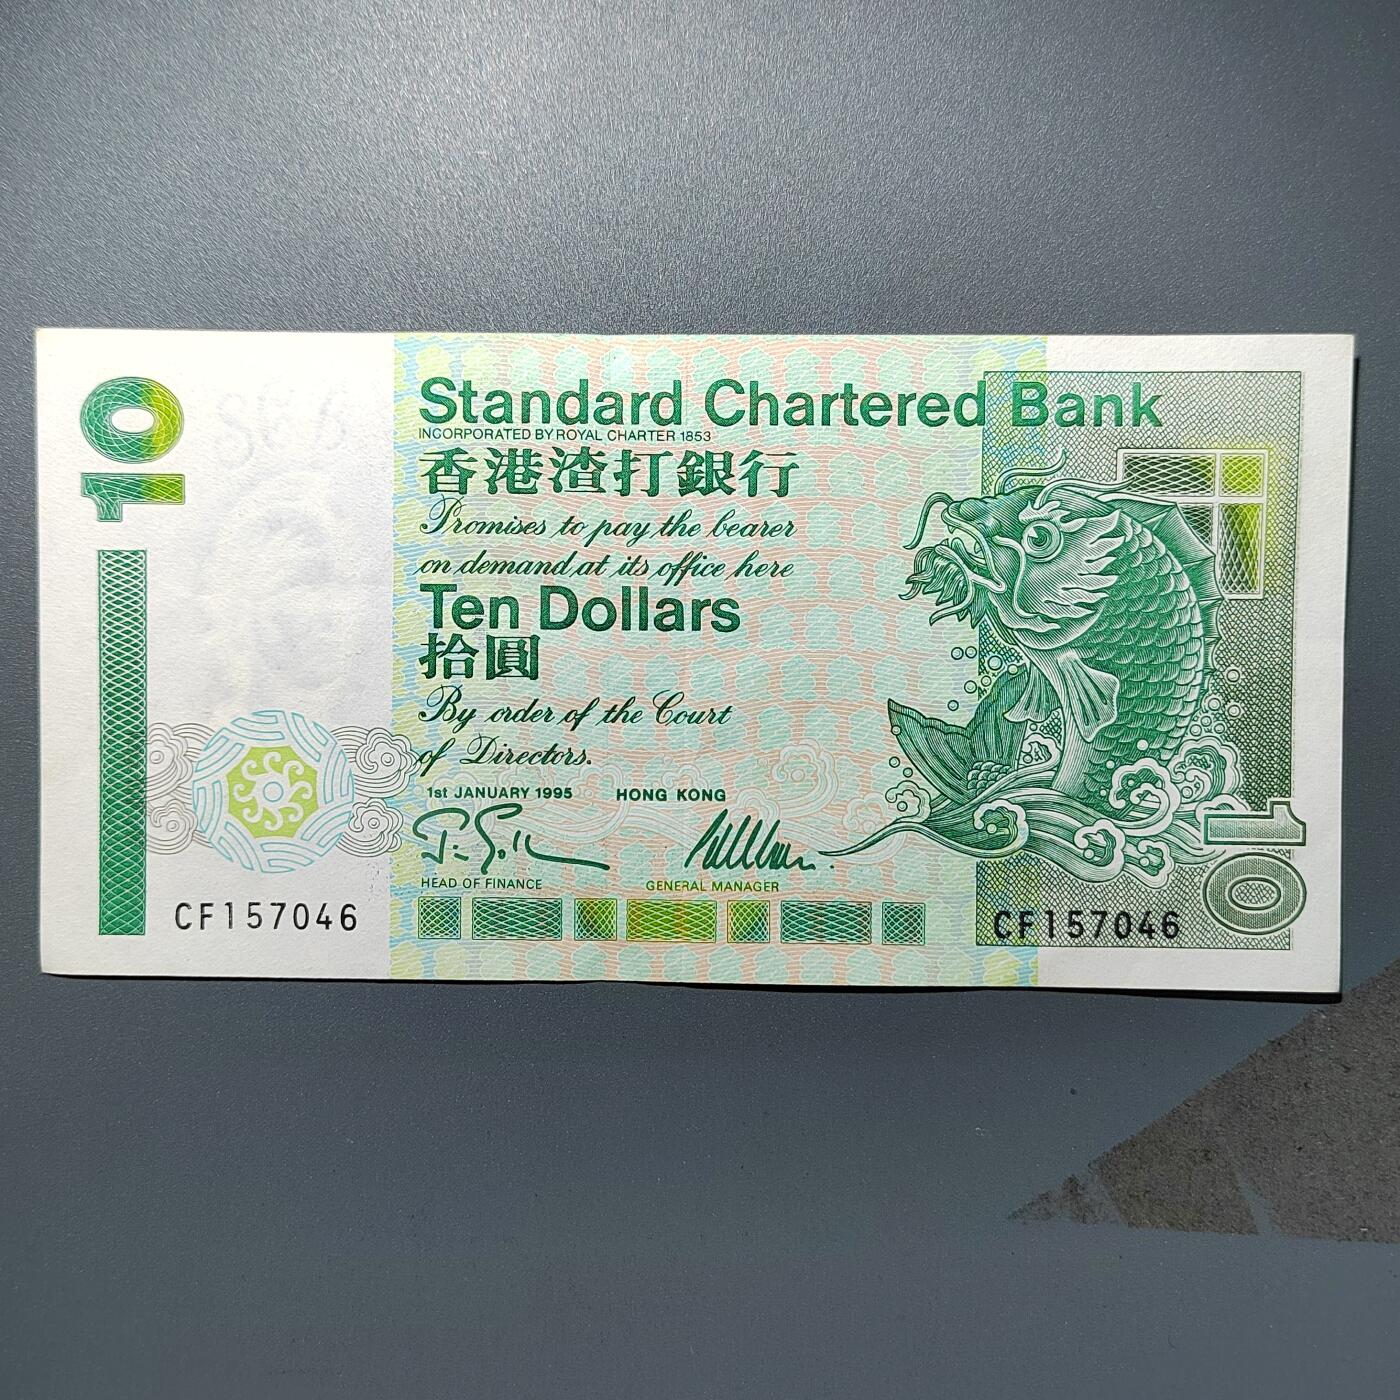 10
Standard Chartered Bank
INCORPORATED BY ROYAL CHARTER 1853
香港渣打銀行
Promises to pay the bearer
on demand at its office here
Ten Dollars
拾圓
By order of the Court
of Directors.
1st JANUARY 1995 HONG KONG
HEAD OF FINANCE GENERAL MANAGER
CF157046
CF157046
10